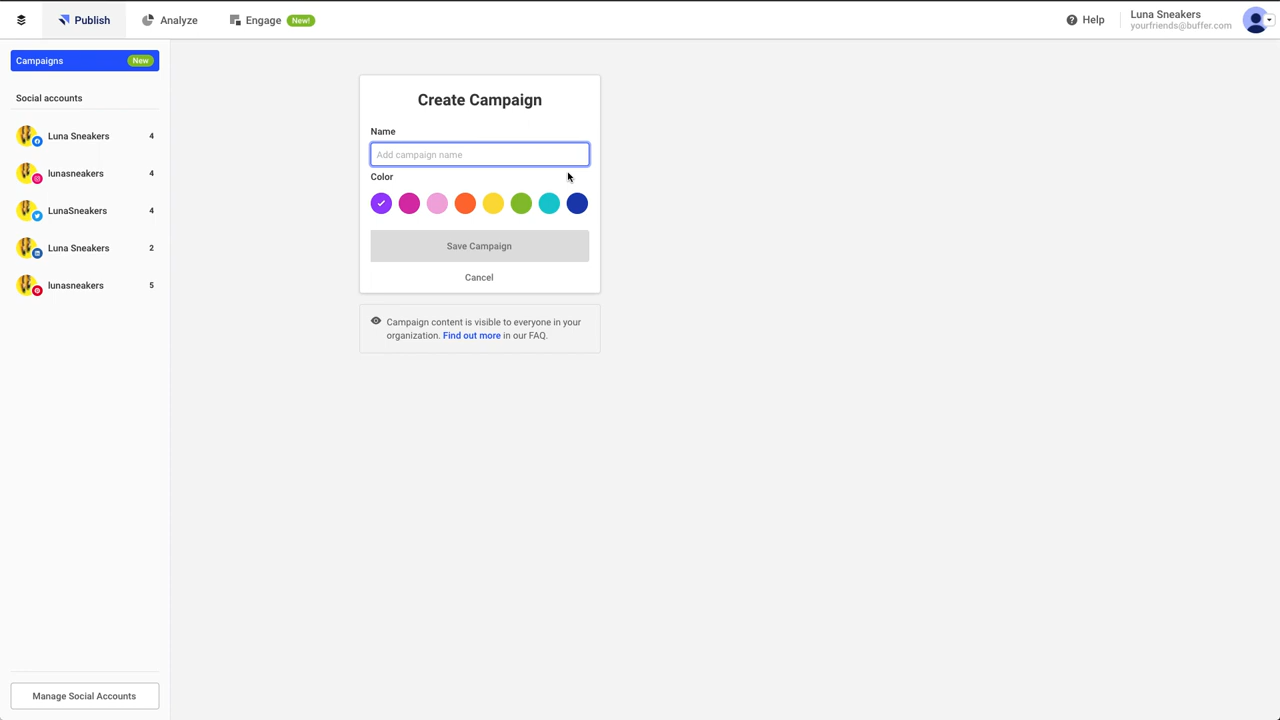 Publish
Analyze
Engage New!
Help
Luna Sneakers
yourfriends@buffer.com
Campaigns New
Social accounts
Luna Sneakers 4
lunasneakers 4
LunaSneakers 4
Luna Sneakers 2
lunasneakers 5
Manage Social Accounts
Create Campaign
Name
Add campaign name
Color
Save Campaign
Cancel
Campaign content is visible to everyone in your
organization. Find out more in our FAQ.